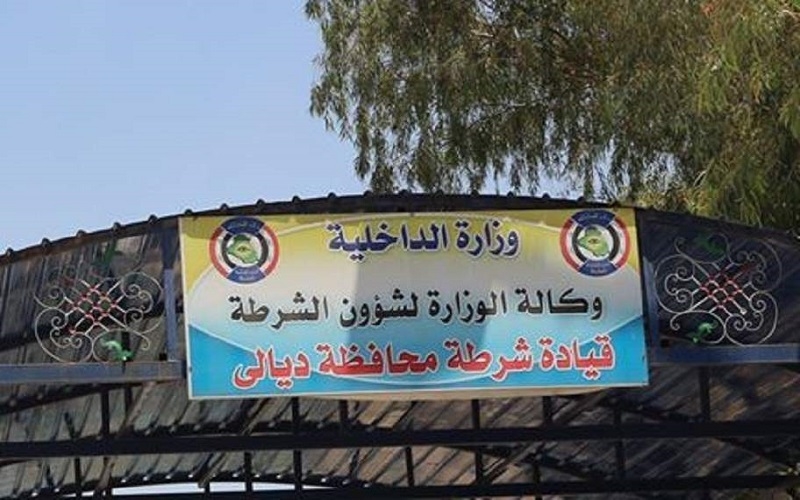 وزارة الداخلية
وكالة الوزارة لشؤون الشرطة
قيادة شرطة محافظة ديالى